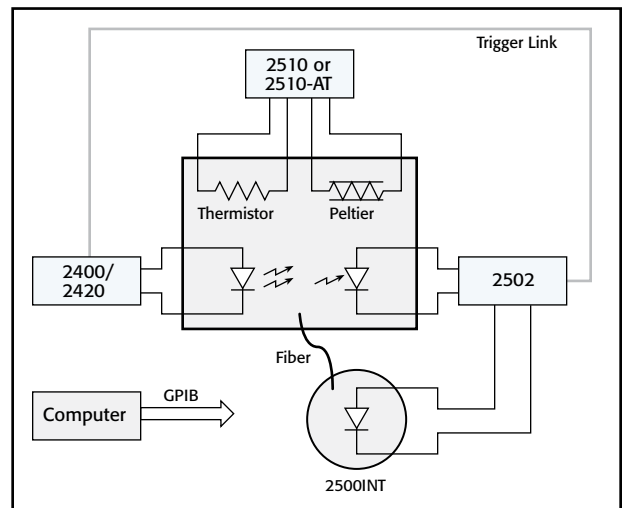 Trigger Link
2510 or
2510-AT
Thermistor
Peltier
2400/
2420
2502
Fiber
GPIB
Computer
2500INT